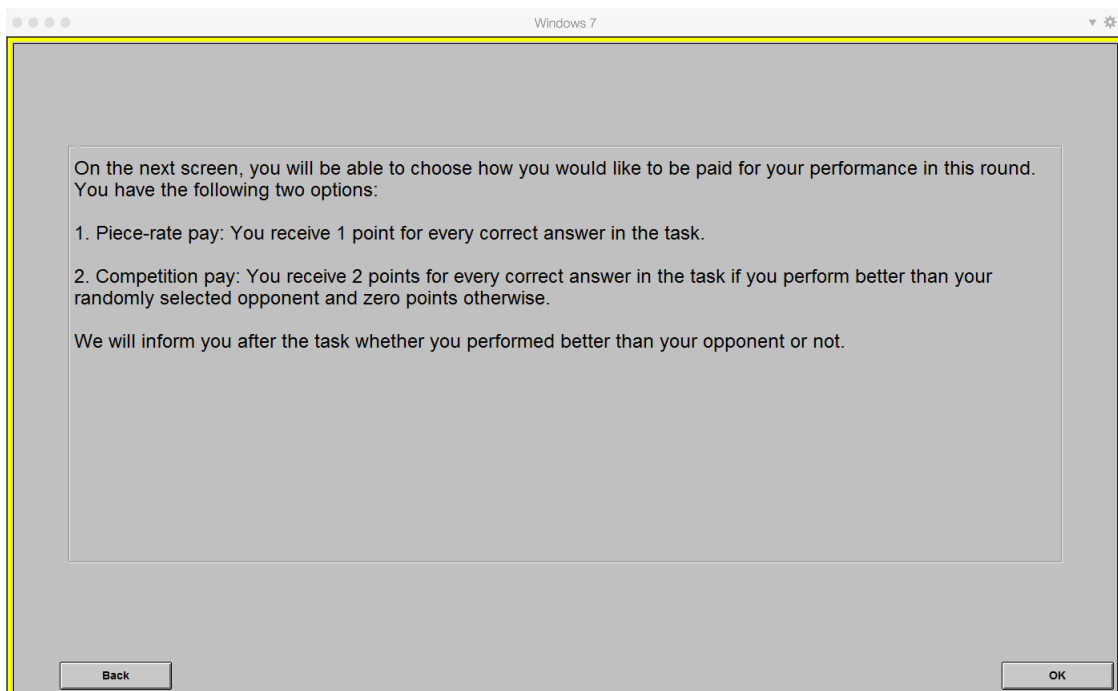 Windows 7
On the next screen, you will be able to choose how you would like to be paid for your performance in this round.
You have the following two options:
1. Piece-rate pay: You receive 1 point for every correct answer in the task.
2. Competition pay: You receive 2 points for every correct answer in the task if you perform better than your
randomly selected opponent and zero points otherwise.
We will inform you after the task whether you performed better than your opponent or not.
Back
OK